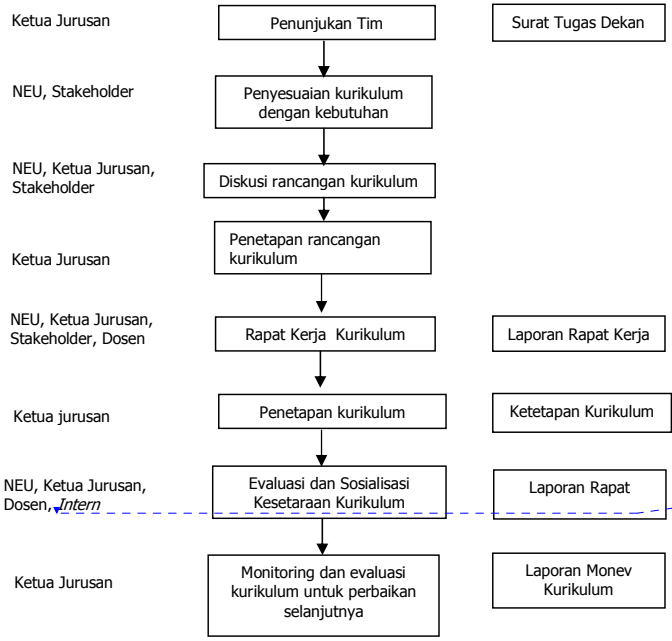 Ketua Jurusan
Penunjukan Tim
Surat Tugas Dekan
NEU, Stakeholder
Penyesuaian kurikulum
dengan kebutuhan
NEU, Ketua Jurusan,
Stakeholder
Diskusi rancangan kurikulum
Ketua Jurusan
Penetapan rancangan
kurikulum
NEU, Ketua Jurusan,
Stakeholder, Dosen
Rapat Kerja Kurikulum
Laporan Rapat Kerja
Ketua jurusan
Penetapan kurikulum
Ketetapan Kurikulum
NEU, Ketua Jurusan,
Dosen, Intern
Evaluasi dan Sosialisasi
Kesetaraan Kurikulum
Laporan Rapat
Ketua Jurusan
Monitoring dan evaluasi
kurikulum untuk perbaikan
selanjutnya
Laporan Monev
Kurikulum